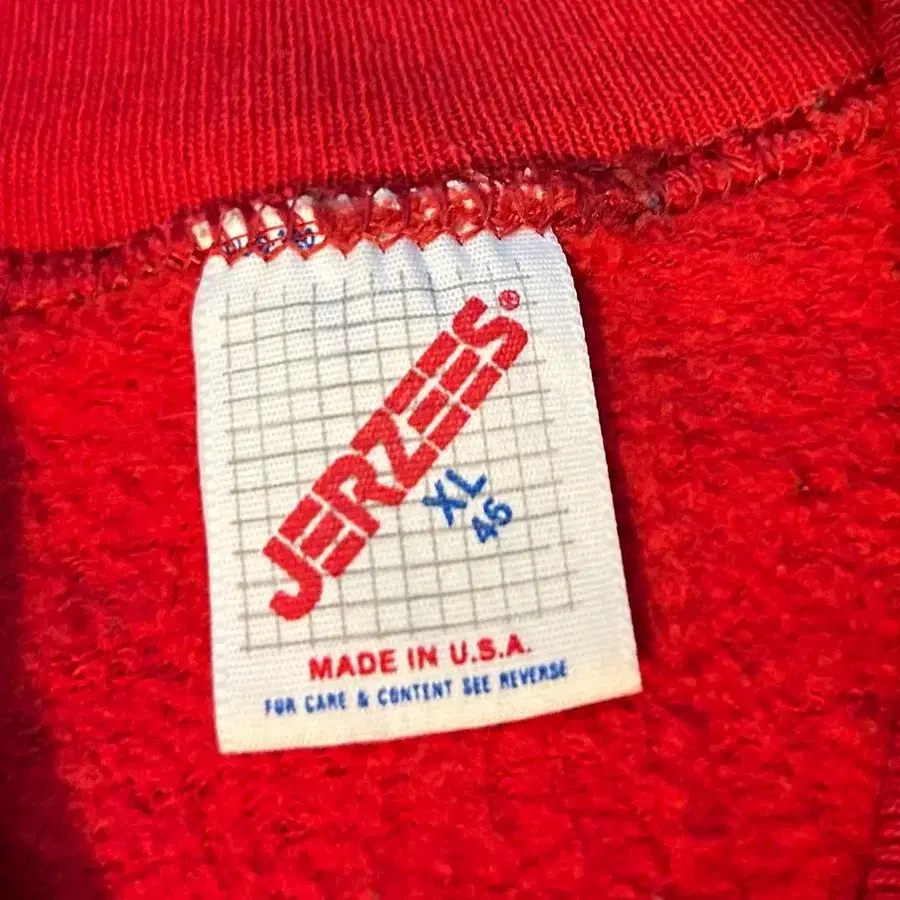 JERZEES®
XL
46
MADE IN U.S.A.
FOR CARE & CONTENT SEE REVERSE